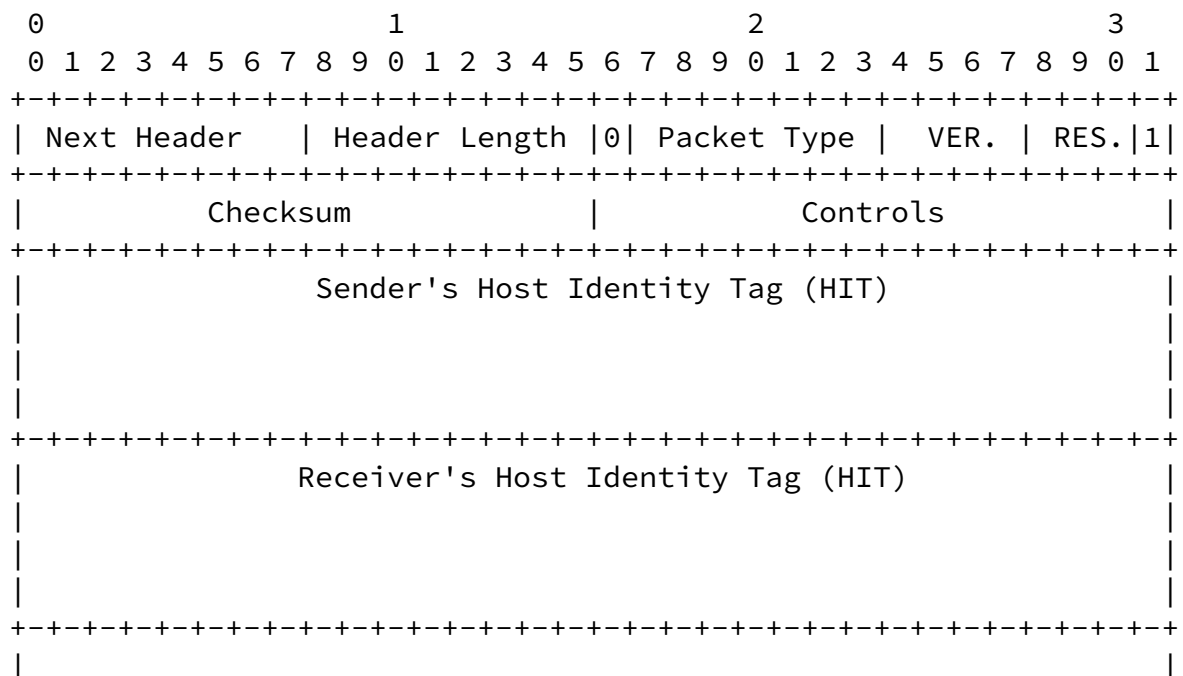 0                   1                   2                   3
 0 1 2 3 4 5 6 7 8 9 0 1 2 3 4 5 6 7 8 9 0 1 2 3 4 5 6 7 8 9 0 1
+-+-+-+-+-+-+-+-+-+-+-+-+-+-+-+-+-+-+-+-+-+-+-+-+-+-+-+-+-+-+-+-+
| Next Header   | Header Length |0| Packet Type |  VER. | RES.|1|
+-+-+-+-+-+-+-+-+-+-+-+-+-+-+-+-+-+-+-+-+-+-+-+-+-+-+-+-+-+-+-+-+
|          Checksum             |           Controls            |
+-+-+-+-+-+-+-+-+-+-+-+-+-+-+-+-+-+-+-+-+-+-+-+-+-+-+-+-+-+-+-+-+
|                Sender's Host Identity Tag (HIT)               |
|                                                               |
|                                                               |
|                                                               |
+-+-+-+-+-+-+-+-+-+-+-+-+-+-+-+-+-+-+-+-+-+-+-+-+-+-+-+-+-+-+-+-+
|               Receiver's Host Identity Tag (HIT)              |
|                                                               |
|                                                               |
|                                                               |
+-+-+-+-+-+-+-+-+-+-+-+-+-+-+-+-+-+-+-+-+-+-+-+-+-+-+-+-+-+-+-+-+
|                                                               |